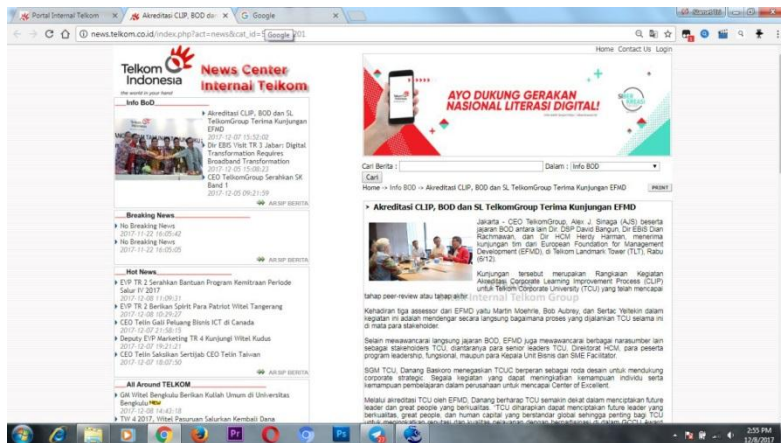 Portal Internal Telkom
Akreditasi CLIP, BOD dan
Google
news.telkom.co.id/index.php?act=news&cat_id=
Google
201
Home Contact Us Login
Telkom
Indonesia
the world in your hand
News Center
Internal Telkom
AYO DUKUNG GERAKAN
NASIONAL LITERASI DIGITAL!
Info BoD
Akreditasi CLIP, BOD dan SL
TelkomGroup Terima Kunjungan
EFMD
2017-12-07 15:52:02
Dir EBIS Visit TR 3 Jabar: Digital
Transformation Requires
Broadband Transformation
2017-12-05 15:08:23
CEO TelkomGroup Serahkan SK
Band 1
2017-12-05 09:21:59
ARSIP BERITA
Breaking News
No Breaking News
2017-11-22 16:05:42
No Breaking News
2017-11-22 16:05:05
ARSIP BERITA
Hot News
EVP TR 2 Serahkan Bantuan Program Kemitraan Periode
Salur IV 2017
2017-12-08 11:09:31
EVP TR 2 Berikan Spirit Para Patriot Witel Tangerang
2017-12-08 10:29:27
CEO Telin Gali Peluang Bisnis ICT di Canada
2017-12-07 21:58:15
Deputy EVP Marketing TR 4 Kunjungi Witel Kudus
2017-12-07 19:21:21
CEO Telin Saksikan Sertijab CEO Telin Taiwan
2017-12-07 18:07:50
ARSIP BERITA
All Around TELKOM
GM Witel Bengkulu Berikan Kuliah Umum di Universitas
Bengkulu
2017-12-08 14:43:18
TW 4 2017, Witel Pasuruan Salurkan Kembali Dana
Cari Berita :
Dalam : Info BOD
Cari
Home -> Info BOD -> Akreditasi CLIP, BOD dan SL TelkomGroup Terima Kunjungan EFMD
PRINT
Akreditasi CLIP, BOD dan SL TelkomGroup Terima Kunjungan EFMD
Jakarta - CEO TelkomGroup, Alex J. Sinaga (AJS) beserta
jajaran BOD antara lain Dir. DSP David Bangun, Dir EBIS Dian
Rachmawan, dan Dir HCM Herdy Harman, menerima
kunjungan tim dari European Foundation for Management
Development (EFMD), di Telkom Landmark Tower (TLT), Rabu
(6/12).
Kunjungan tersebut merupakan Rangkaian Kegiatan
Akreditasi Corporate Learning Improvement Process (CLIP)
untuk Telkom Corporate University (TCU) yang telah mencapai
tahap peer-review atau tahap akhir.
Internal Telkom Group
Kehadiran tiga assessor dari EFMD yaitu Martin Moehrle, Bob Aubrey, dan Sertac Yeltekin dalam
kegiatan ini adalah mendengar secara langsung bagaimana proses yang dijalankan TCU selama ini
di mata para stakeholder.
Selain mewawancarai langsung jajaran BOD, EFMD juga mewawancarai berbagai narasumber lain
sebagai stakeholders TCU, diantaranya para senior leaders TCU, Direktorat HCM, para peserta
program leadership, fungsional, maupun para Kepala Unit Bisnis dan SME Facilitator.
SGM TCU, Danang Baskoro menegaskan TCUC berperan sebagai roda desain untuk mendukung
corporate strategic. Segala kegiatan yang dapat meningkatkan kemampuan individu serta
kemampuan pembelajaran dalam perusahaan untuk mencapai Center of Excellent.
Melalui akreditasi TCU oleh EFMD, Danang berharap TCU semakin dekat dalam menciptakan future
leader dan great people yang berkualitas. "TCU diharapkan dapat menciptakan future leader yang
berkualitas, great people, dan human capital yang berstandar global sehingga penting bagi TCU
Pr
Ps
2:55 PM
12/8/2017